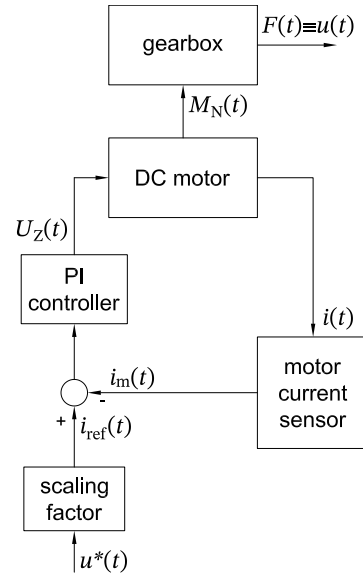 gearbox
F(t)≡u(t)
M_N(t)
DC motor
U_Z(t)
PI
controller
i(t)
motor
current
sensor
i_m(t)
-
+
i_ref(t)
scaling
factor
u*(t)